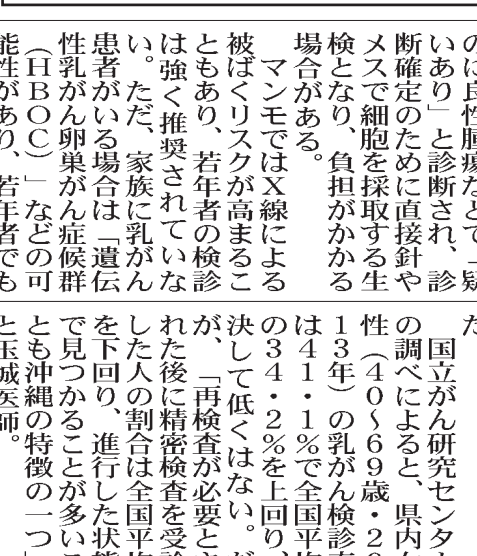 のに良性腫瘍などで「疑
いあり」と診断され、診
断確定のために直接針や
メスで細胞を採取する生
検となり、負担がかかる
場合がある。
マンモではX線による
被ばくリスクが高まるこ
ともあり、若年者の検診
は強く推奨されていな
い。ただ、家族に乳がん
患者がいる場合は「遺伝
性乳がん卵巣がん症候群
（HBOC）」などの可
能性があり、若年者でも
た
国立がん研究センター
の調べによると、県内女
性（40～69歳・20
13年）の乳がん検診
は41・1％で全国平均
の34・2％を上回り、
決して低くはない。だ
が、「再検査が必要とさ
れた後に精密検査を受診
した人の割合は全国平均
を下回り、進行した状態
で見つかることが多いこ
とも沖縄の特徴の一つ」
と玉城医師。